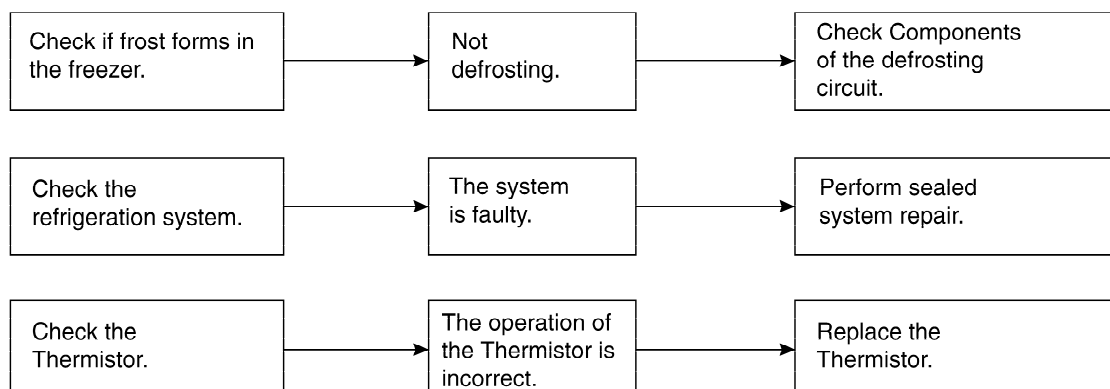 Check if frost forms in
the freezer.
Not
defrosting.
Check Components
of the defrosting
circuit.
Check the
refrigeration system.
The system
is faulty.
Perform sealed
system repair.
Check the
Thermistor.
The operation of
the Thermistor is
incorrect.
Replace the
Thermistor.